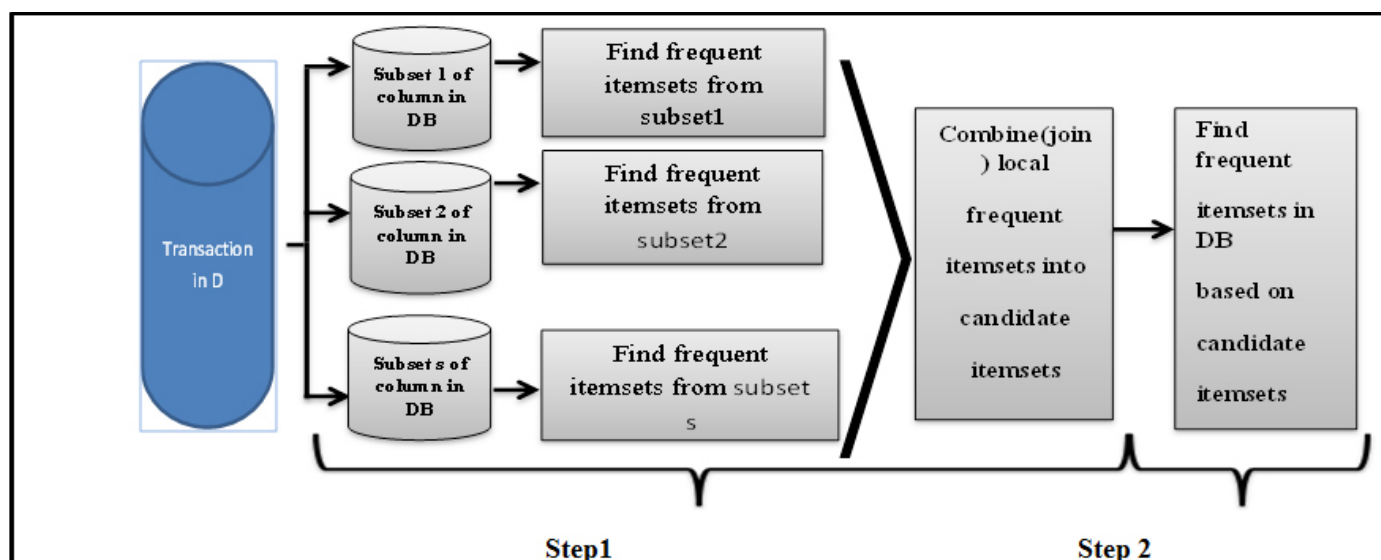 Transaction
in D
Subset 1 of
column in
DB
Find frequent
itemsets from
subset1
Subset 2 of
column in
DB
Find frequent
itemsets from
subset2
Subset s of
column in
DB
Find frequent
itemsets from subset
s
Combine(join
) local
frequent
itemsets into
candidate
itemsets
Find
frequent
itemsets in
DB
based on
candidate
itemsets
Step1
Step 2